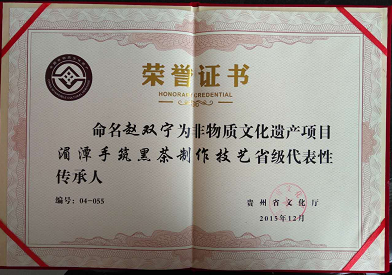 荣誉证书
HONORARY CREDENTIAL
命名赵双宁为非物质文化遗产项目
湄潭手筑黑茶制作技艺省级代表性
传承人
编号：04-055
贵州省文化厅
2015年12月